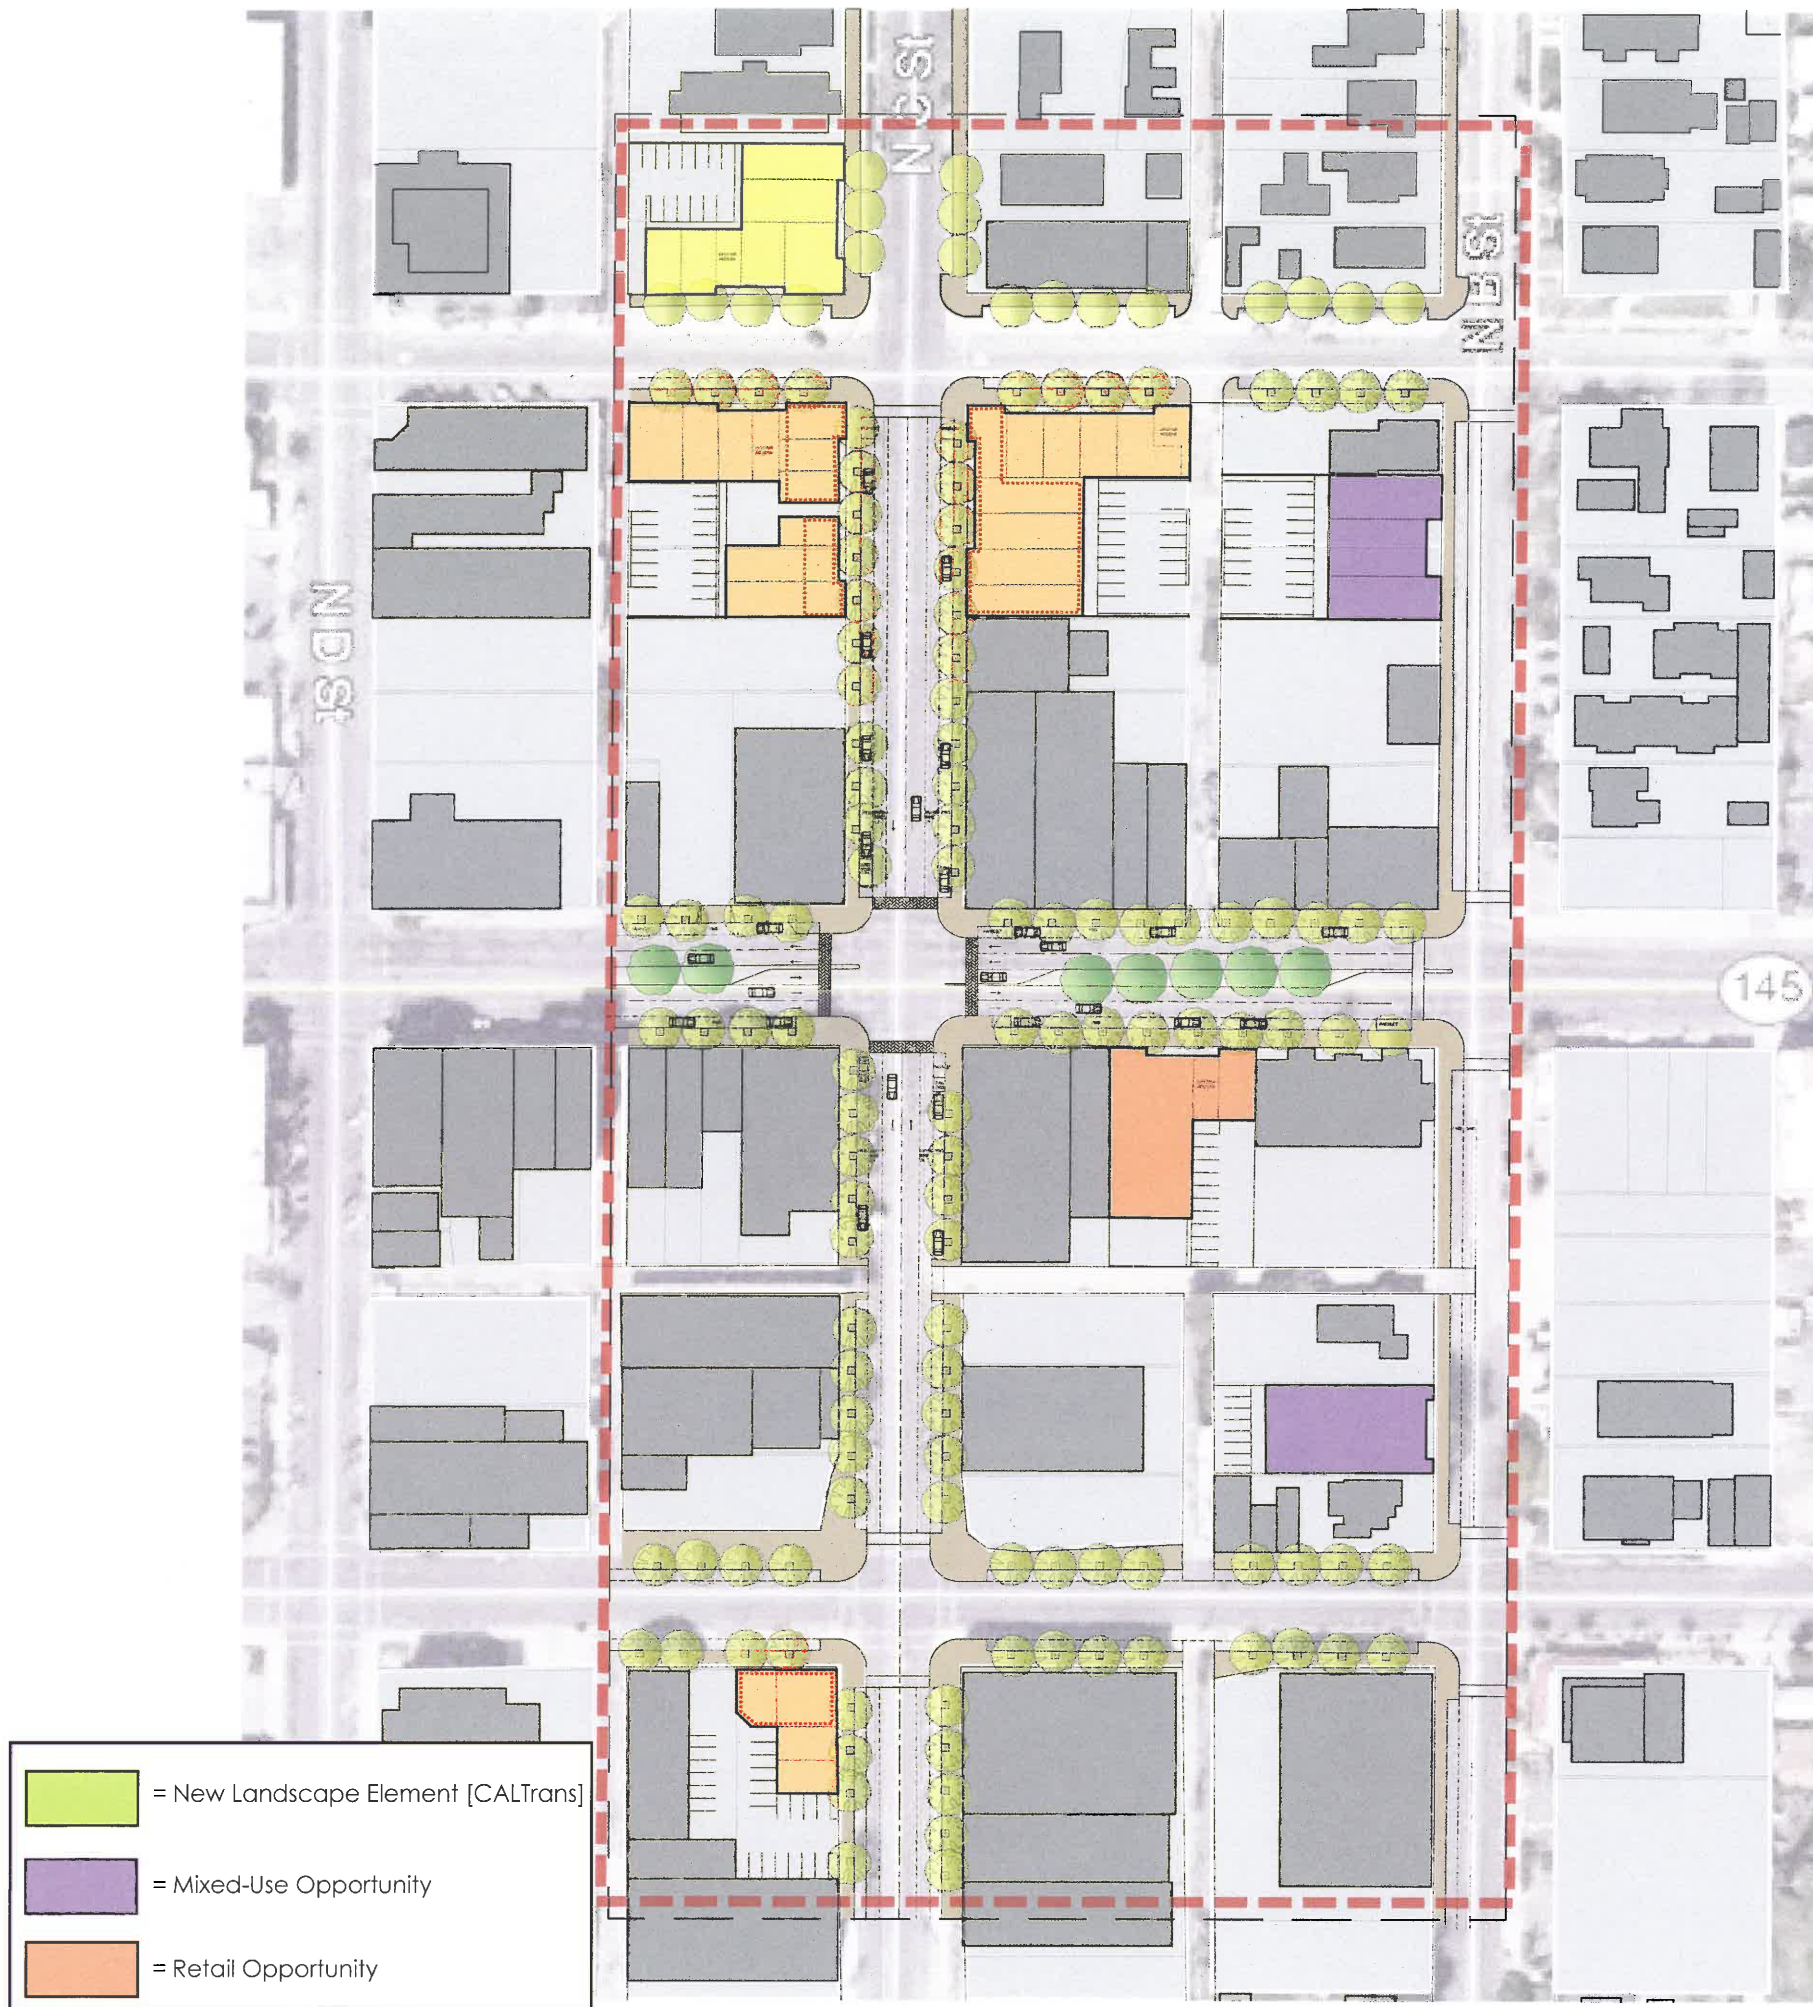 N C St
N B St
N D St
145
= New Landscape Element [CALTrans]
= Mixed-Use Opportunity
= Retail Opportunity